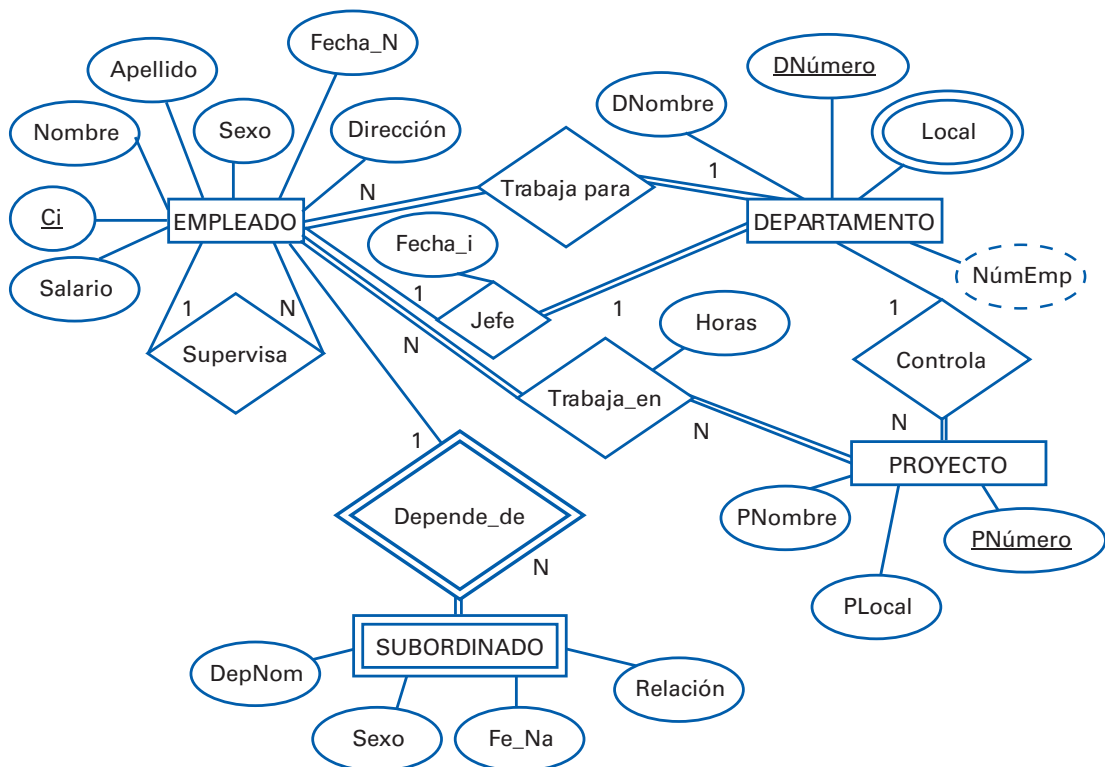 Fecha_N
Apellido
DNúmero
DNombre
Nombre
Sexo
Dirección
Local
N
Trabaja para
1
Ci
EMPLEADO
DEPARTAMENTO
Fecha_i
NúmEmp
Salario
1
N
1
Jefe
1
1
Supervisa
N
Horas
Controla
Trabaja_en
N
N
1
PROYECTO
Depende_de
PNombre
PNúmero
N
PLocal
SUBORDINADO
DepNom
Relación
Sexo
Fe_Na